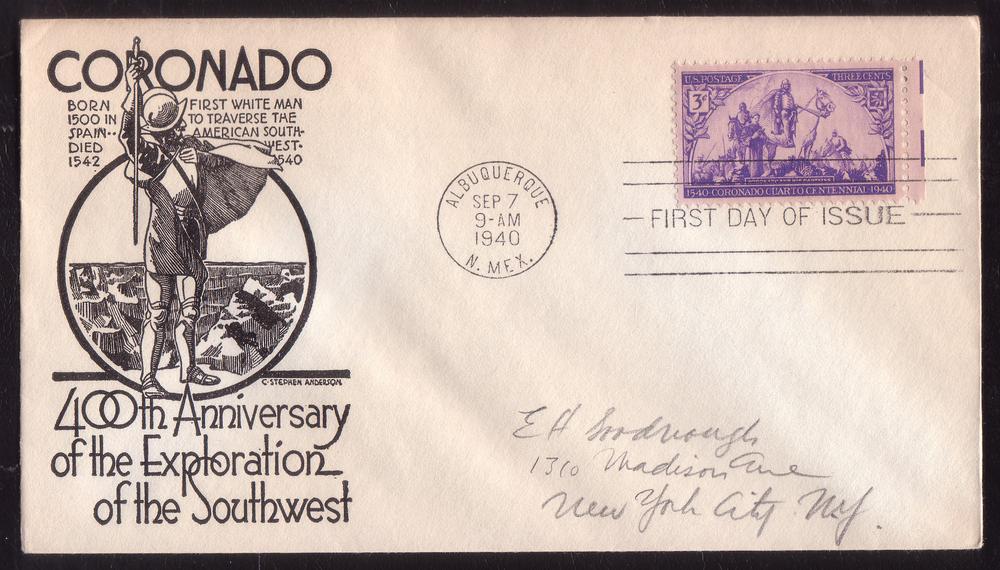 CORONADO
BORN
1500 IN
SPAIN··
DIED
1542
FIRST WHITE MAN
TO TRAVERSE THE
AMERICAN SOUTH-
WEST·
1540
C·STEPHEN ANDERSON
400th Anniversary
of the Exploration
of the Southwest
ALBUQUERQUE
SEP 7
9-AM
1940
N. MEX.
U.S. POSTAGE THREE CENTS
3¢
1540·CORONADO CUARTO CENTENNIAL·1940
FIRST DAY OF ISSUE
E H Goodnough
1310 Madison Ave
New York City NY.